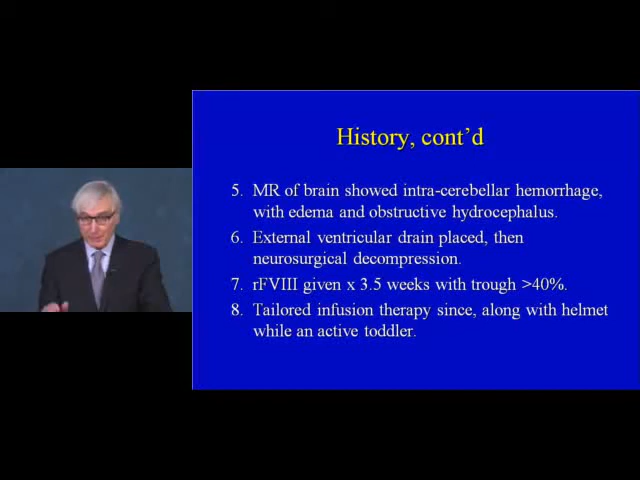 History, cont'd
5. MR of brain showed intra-cerebellar hemorrhage,
with edema and obstructive hydrocephalus.
6. External ventricular drain placed, then
neurosurgical decompression.
7. rFVIII given x 3.5 weeks with trough >40%.
8. Tailored infusion therapy since, along with helmet
while an active toddler.